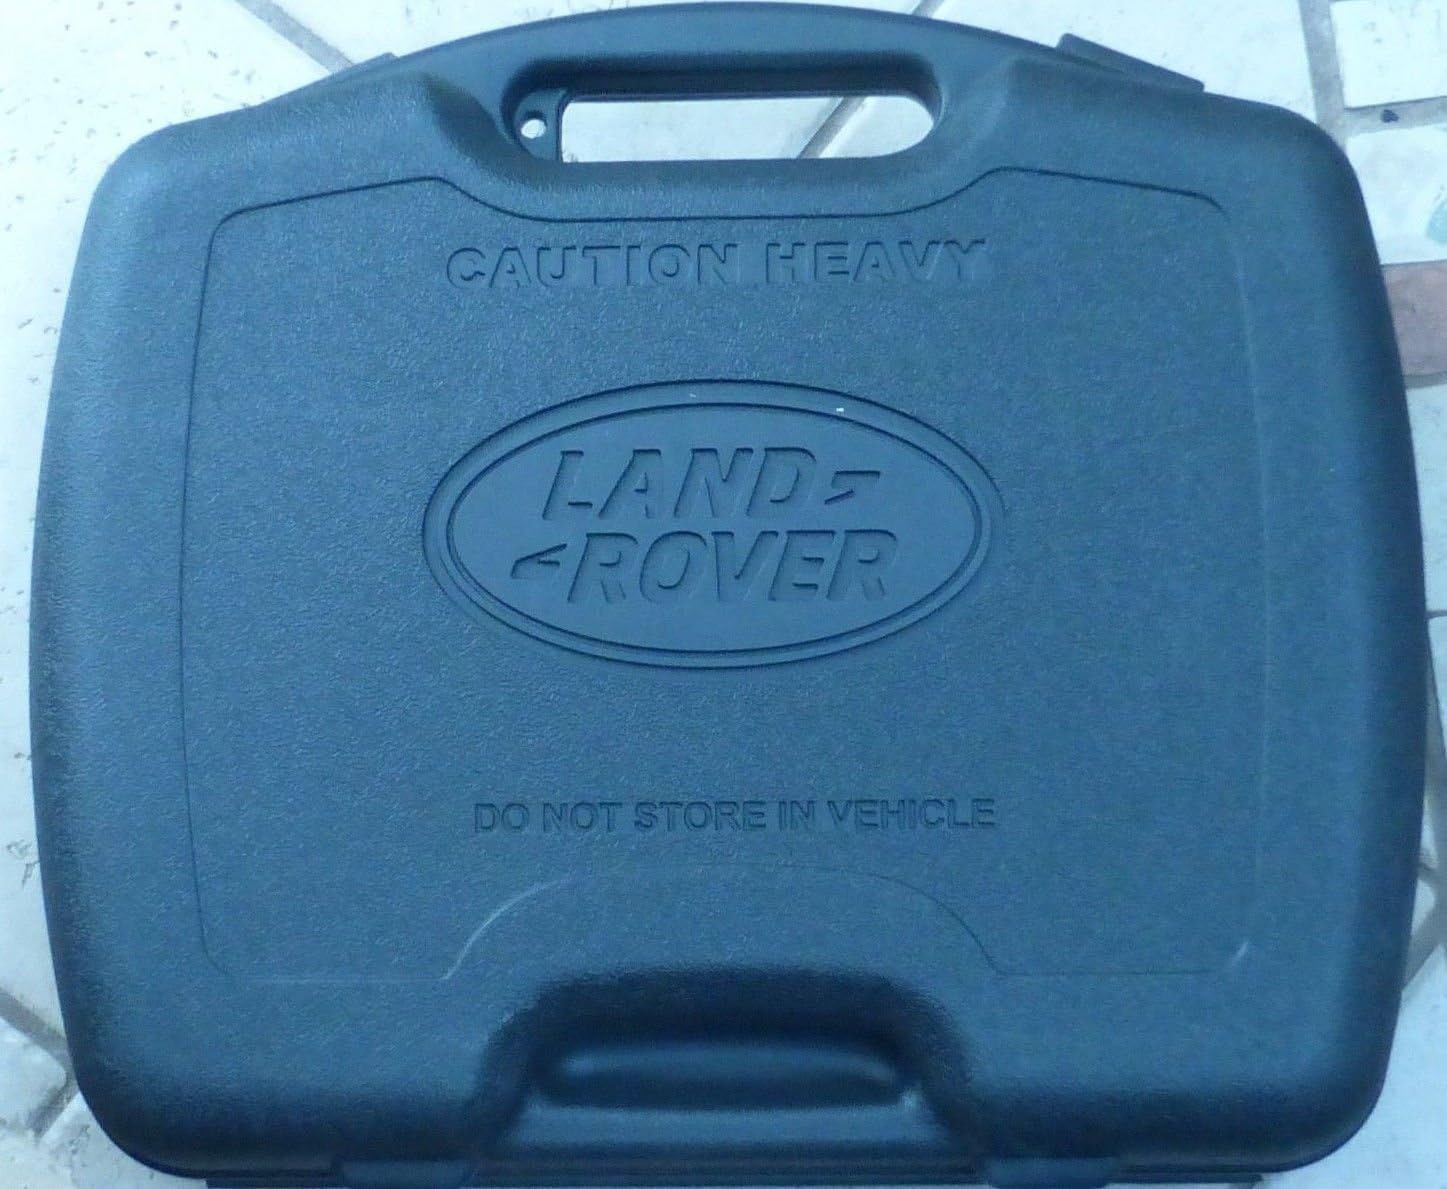 CAUTION HEAVY
LAND
ROVER
DO NOT STORE IN VEHICLE